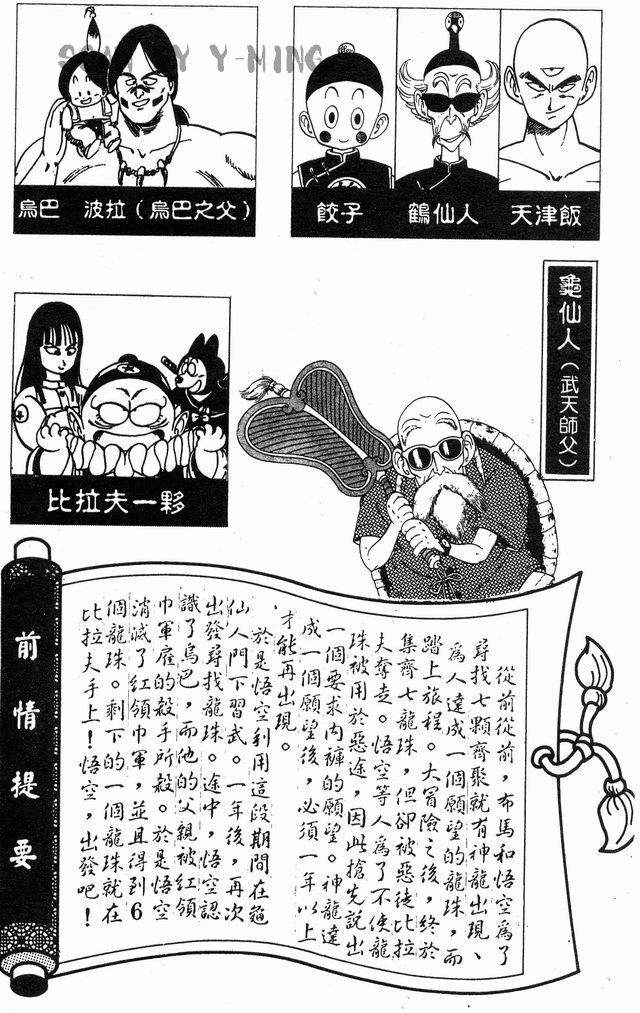 SCAN BY Y-MING
烏巴　波拉（烏巴之父）
餃子
鶴仙人
天津飯
龜仙人（武天師父）
比拉夫一夥
前情提要
從前從前，布馬和悟空為了
尋找七顆齊聚就有神龍出現、
為人達成一個願望的龍珠，而
踏上旅程。大冒險之後，終於
集齊七龍珠，但卻被惡徒比拉
夫奪走。悟空等人為了不使龍
珠被用於惡途，因此搶先說出
一個要求內褲的願望。神龍達
成一個願望後，必須一年以上
才能再出現。
於是悟空利用這段期間在龜
仙人門下習武。一年後，再次
出發尋找龍珠。途中，悟空認
識了烏巴，而他的父親被紅領
巾軍雇的殺手所殺。於是悟空
消滅了紅領巾軍，並且得到6
個龍珠。剩下的一個龍珠就在
比拉夫手上！悟空，出發吧！